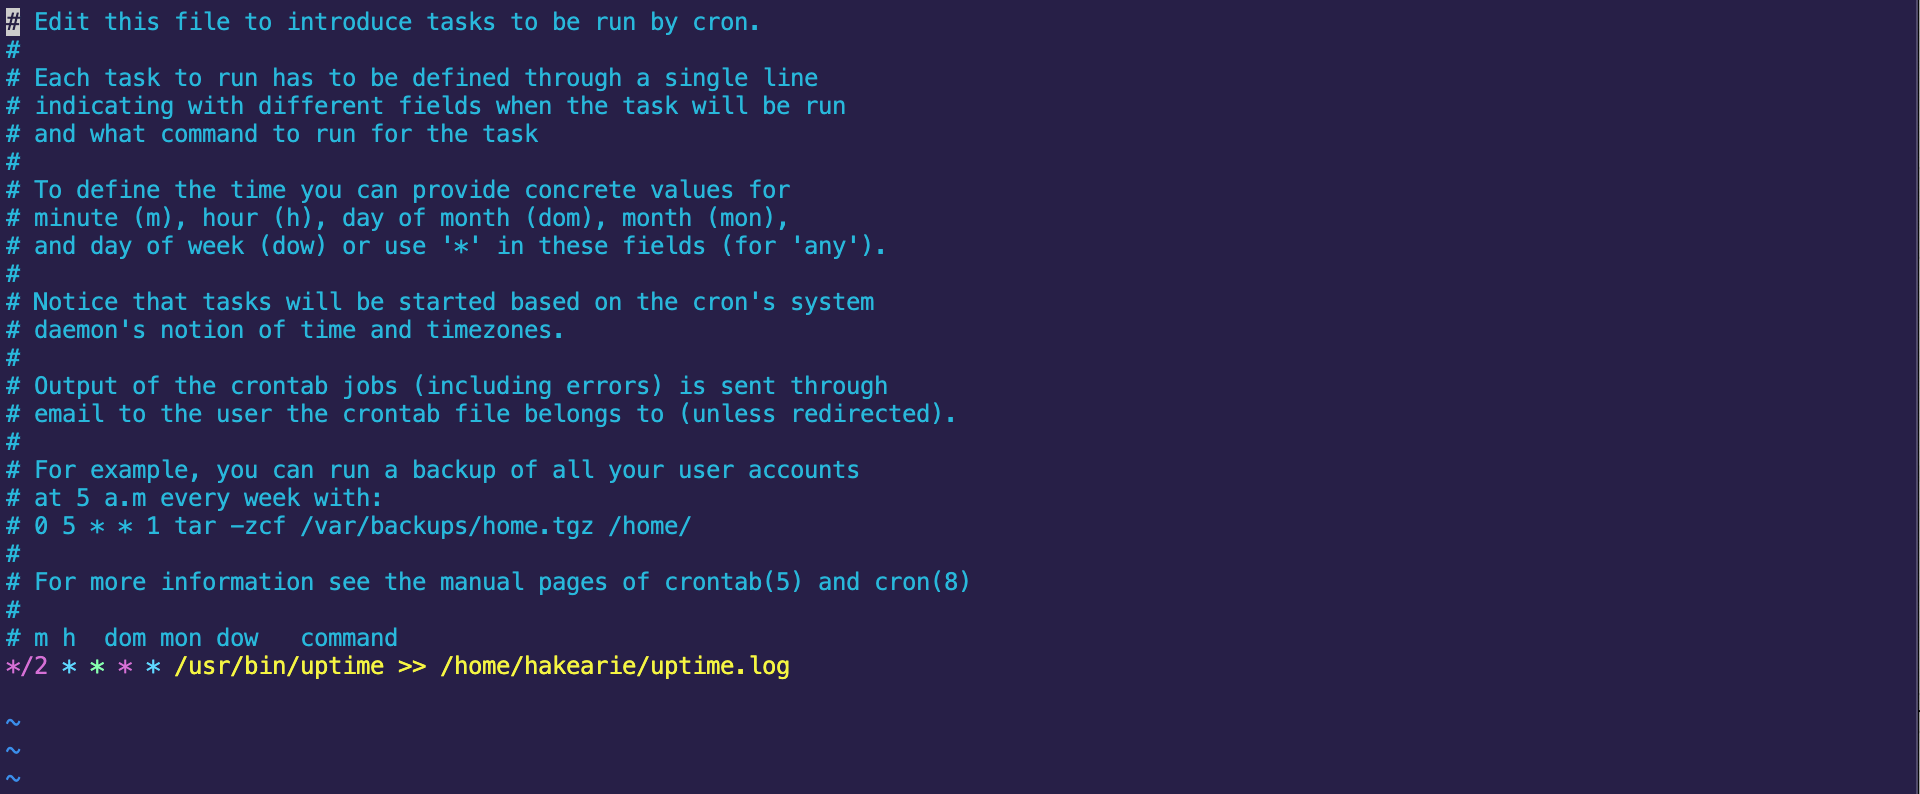 # Edit this file to introduce tasks to be run by cron.
#
# Each task to run has to be defined through a single line
# indicating with different fields when the task will be run
# and what command to run for the task
#
# To define the time you can provide concrete values for
# minute (m), hour (h), day of month (dom), month (mon),
# and day of week (dow) or use '*' in these fields (for 'any').
#
# Notice that tasks will be started based on the cron's system
# daemon's notion of time and timezones.
#
# Output of the crontab jobs (including errors) is sent through
# email to the user the crontab file belongs to (unless redirected).
#
# For example, you can run a backup of all your user accounts
# at 5 a.m every week with:
# 0 5 * * 1 tar -zcf /var/backups/home.tgz /home/
#
# For more information see the manual pages of crontab(5) and cron(8)
#
# m h  dom mon dow   command
*/2 * * * * /usr/bin/uptime >> /home/hakearie/uptime.log

~
~
~